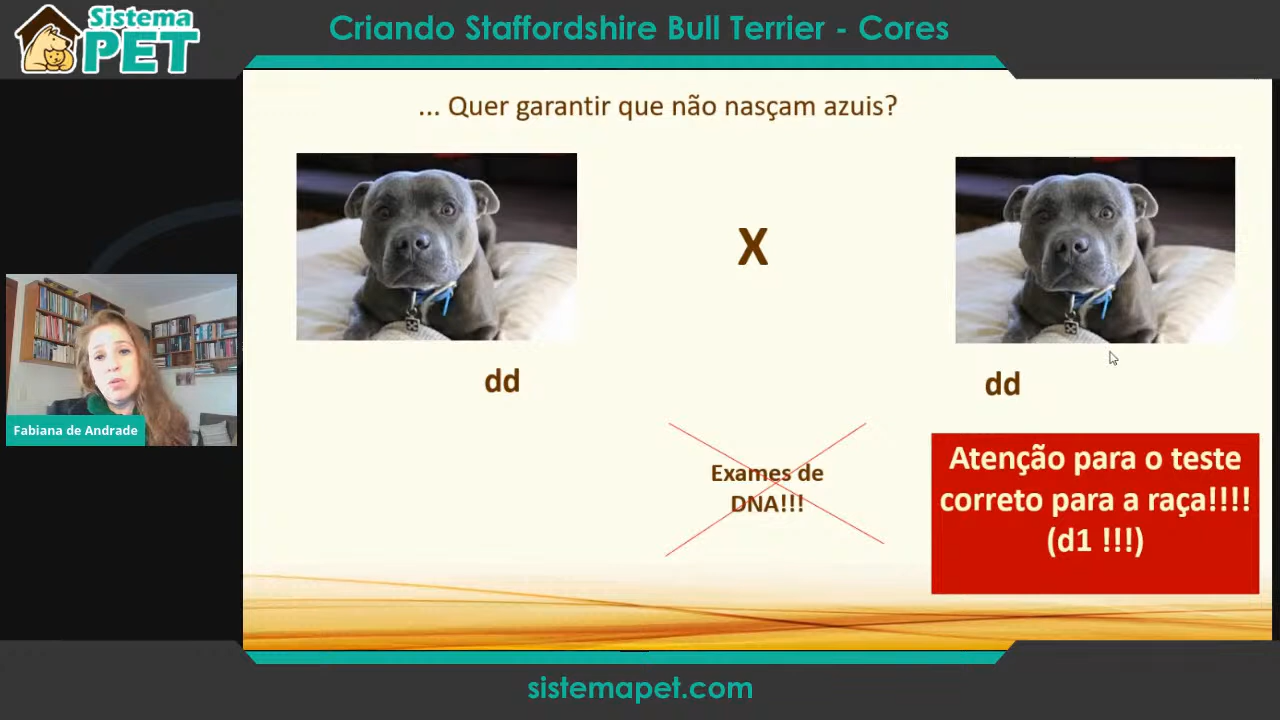 Sistema
PET
Criando Staffordshire Bull Terrier - Cores
... Quer garantir que não nasçam azuis?
X
dd
dd
Exames de
DNA!!!
Atenção para o teste
correto para a raça!!!!
(d1 !!!)
Fabiana de Andrade
sistemapet.com